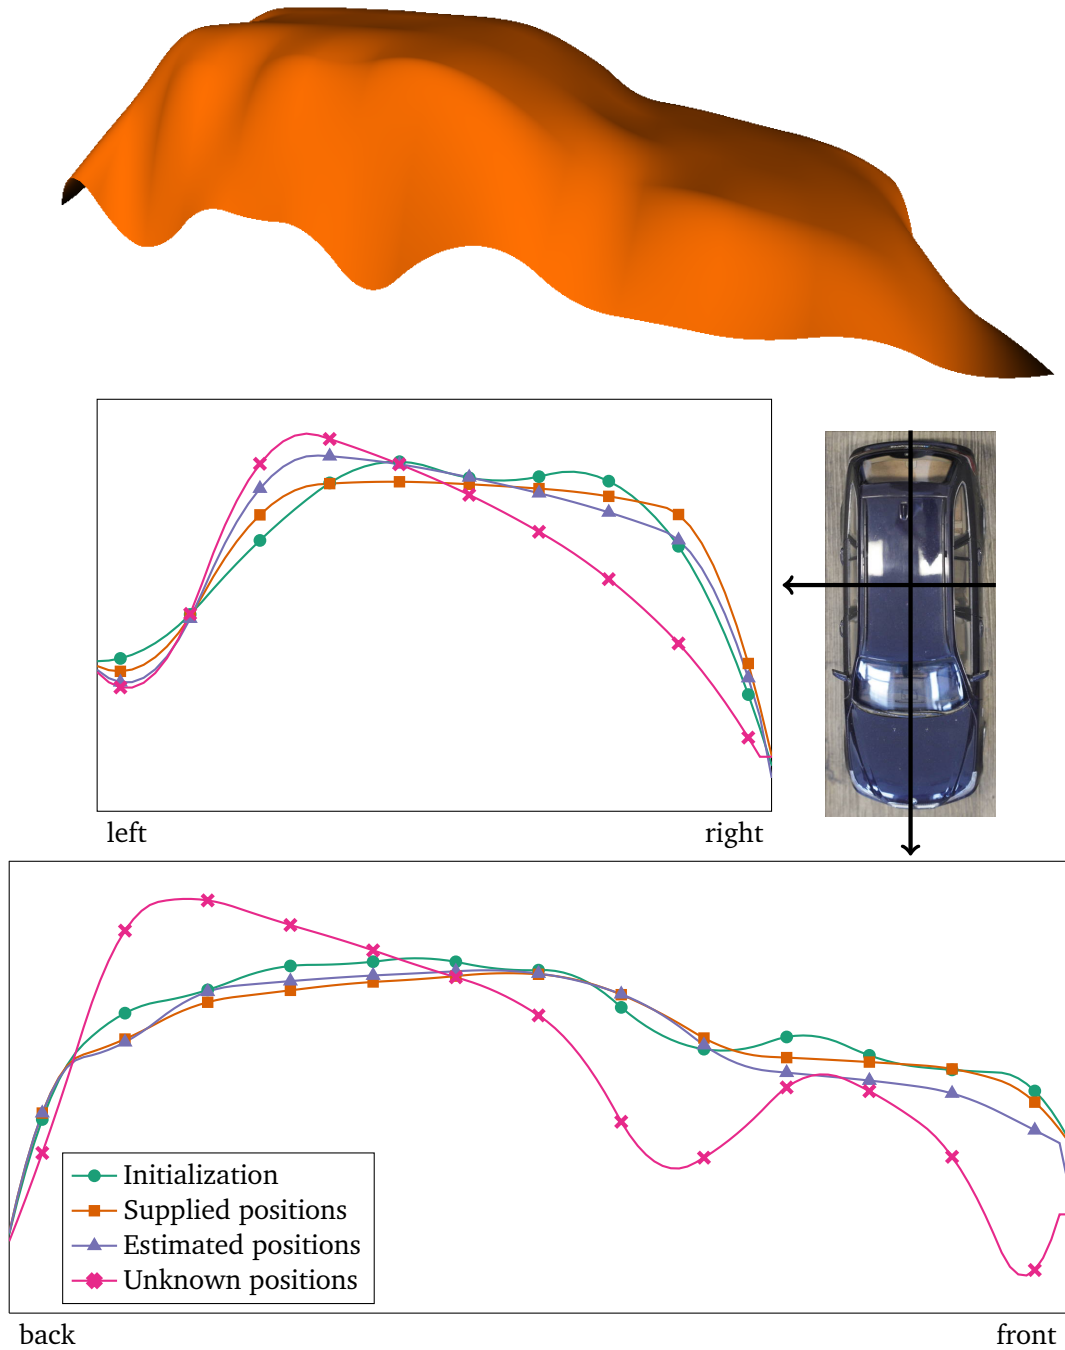 left
right
Initialization
Supplied positions
Estimated positions
Unknown positions
back
front